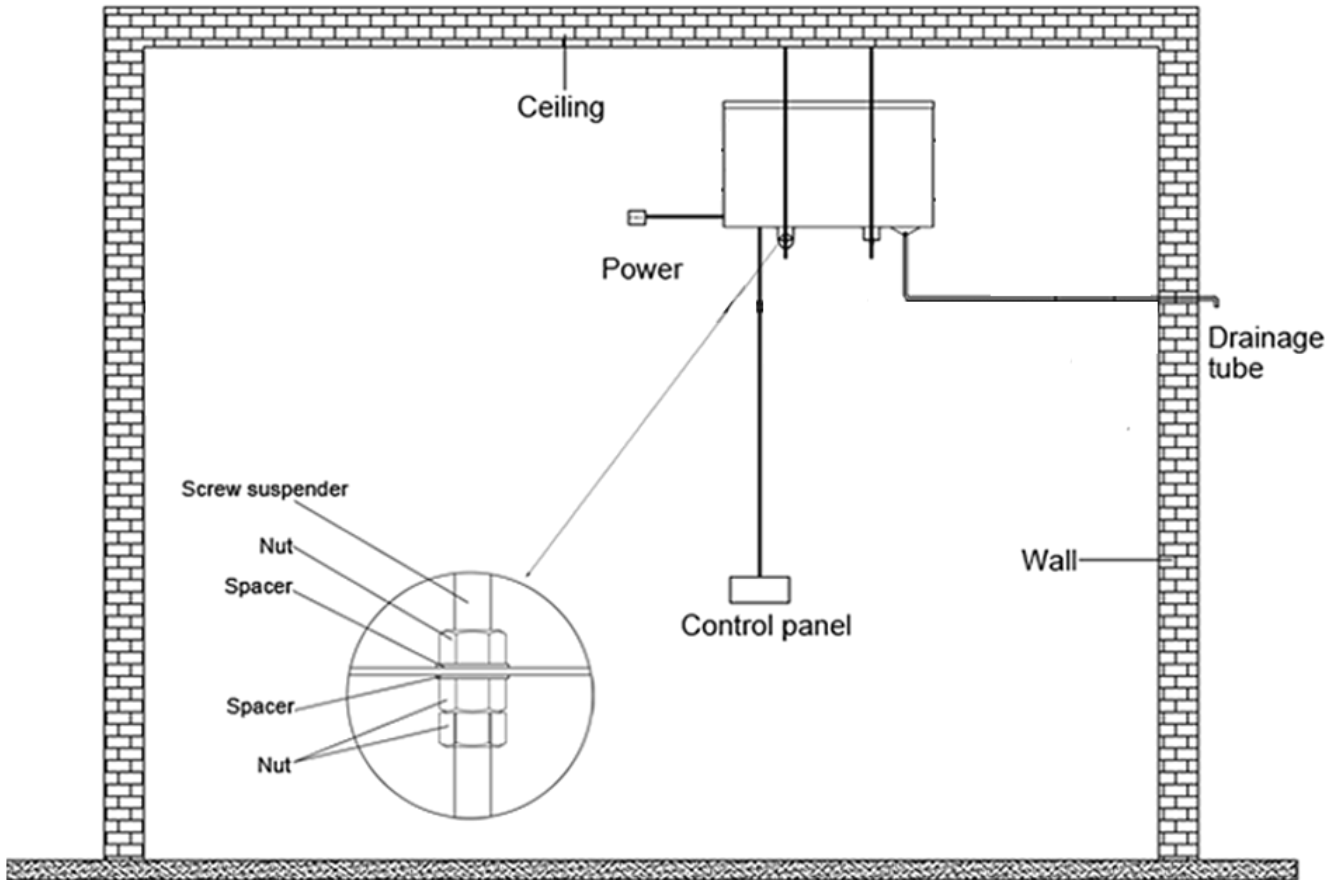 Ceiling
Power
Drainage
tube
Screw suspender
Nut
Spacer
Wall
Control panel
Spacer
Nut